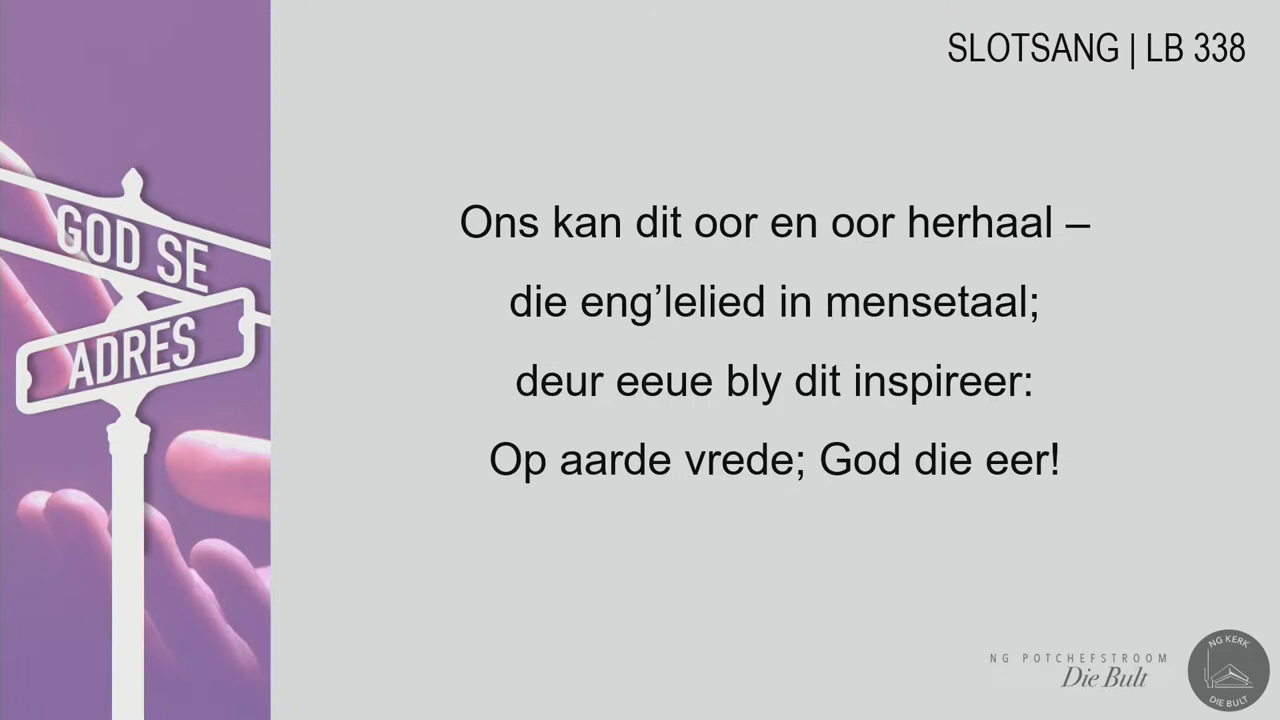 SLOTSANG | LB 338
GOD SE
ADRES
Ons kan dit oor en oor herhaal –
die eng’lelied in mensetaal;
deur eeue bly dit inspireer:
Op aarde vrede; God die eer!
NG POTCHEFSTROOM
Die Bult
NG KERK
DIE BULT